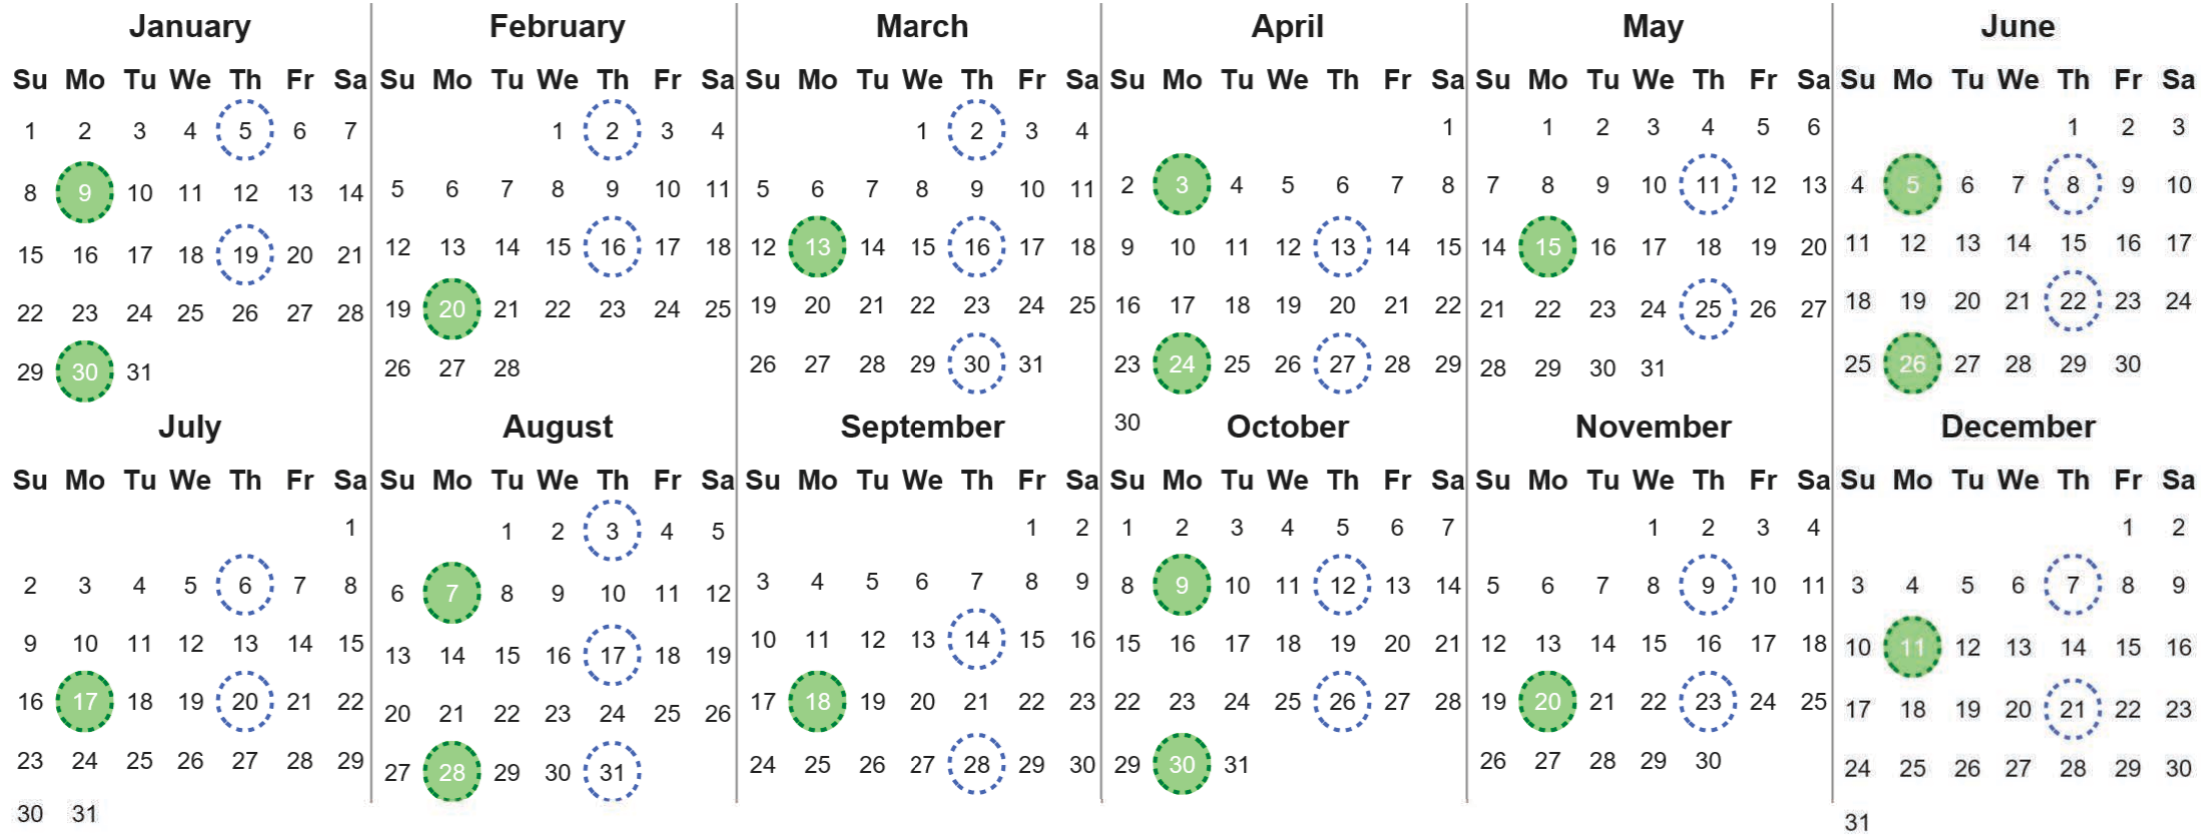 January February March April May June
Su Mo Tu We Th Fr Sa Su Mo Tu We Th Fr Sa Su Mo Tu We Th Fr Sa Su Mo Tu We Th Fr Sa Su Mo Tu We Th Fr Sa Su Mo Tu We Th Fr Sa
1 2 3 4 5 6 7 1 2 3 4 1 2 3 4 1 1 2 3 4 5 6 1 2 3
8 9 10 11 12 13 14 5 6 7 8 9 10 11 5 6 7 8 9 10 11 2 3 4 5 6 7 8 7 8 9 10 11 12 13 4 5 6 7 8 9 10
15 16 17 18 19 20 21 12 13 14 15 16 17 18 12 13 14 15 16 17 18 9 10 11 12 13 14 15 14 15 16 17 18 19 20 11 12 13 14 15 16 17
22 23 24 25 26 27 28 19 20 21 22 23 24 25 19 20 21 22 23 24 25 16 17 18 19 20 21 22 21 22 23 24 25 26 27 18 19 20 21 22 23 24
29 30 31 26 27 28 26 27 28 29 30 31 23 24 25 26 27 28 29 28 29 30 31 25 26 27 28 29 30
30
July August September October November December
Su Mo Tu We Th Fr Sa Su Mo Tu We Th Fr Sa Su Mo Tu We Th Fr Sa Su Mo Tu We Th Fr Sa Su Mo Tu We Th Fr Sa Su Mo Tu We Th Fr Sa
1 1 2 3 4 5 1 2 1 2 3 4 5 6 7 1 2 3 4 1 2
2 3 4 5 6 7 8 6 7 8 9 10 11 12 3 4 5 6 7 8 9 8 9 10 11 12 13 14 5 6 7 8 9 10 11 3 4 5 6 7 8 9
9 10 11 12 13 14 15 13 14 15 16 17 18 19 10 11 12 13 14 15 16 15 16 17 18 19 20 21 12 13 14 15 16 17 18 10 11 12 13 14 15 16
16 17 18 19 20 21 22 20 21 22 23 24 25 26 17 18 19 20 21 22 23 22 23 24 25 26 27 28 19 20 21 22 23 24 25 17 18 19 20 21 22 23
23 24 25 26 27 28 29 27 28 29 30 31 24 25 26 27 28 29 30 29 30 31 26 27 28 29 30 24 25 26 27 28 29 30
30 31 31